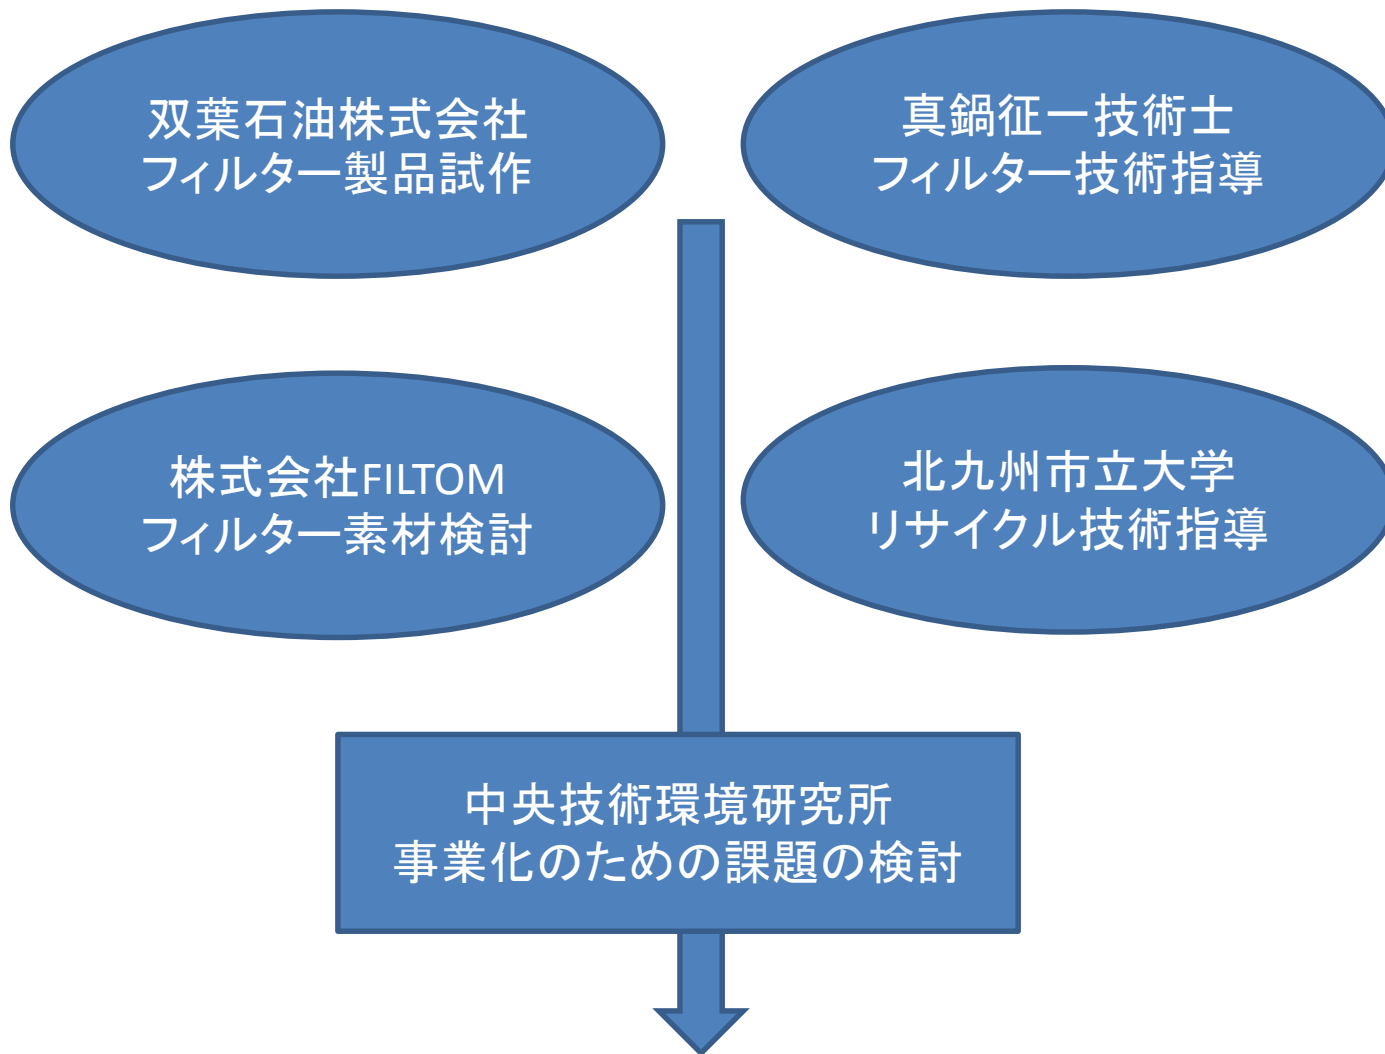 双葉石油株式会社
フィルター製品試作
真鍋征一技術士
フィルター技術指導
株式会社FILTOM
フィルター素材検討
北九州市立大学
リサイクル技術指導
中央技術環境研究所
事業化のための課題の検討